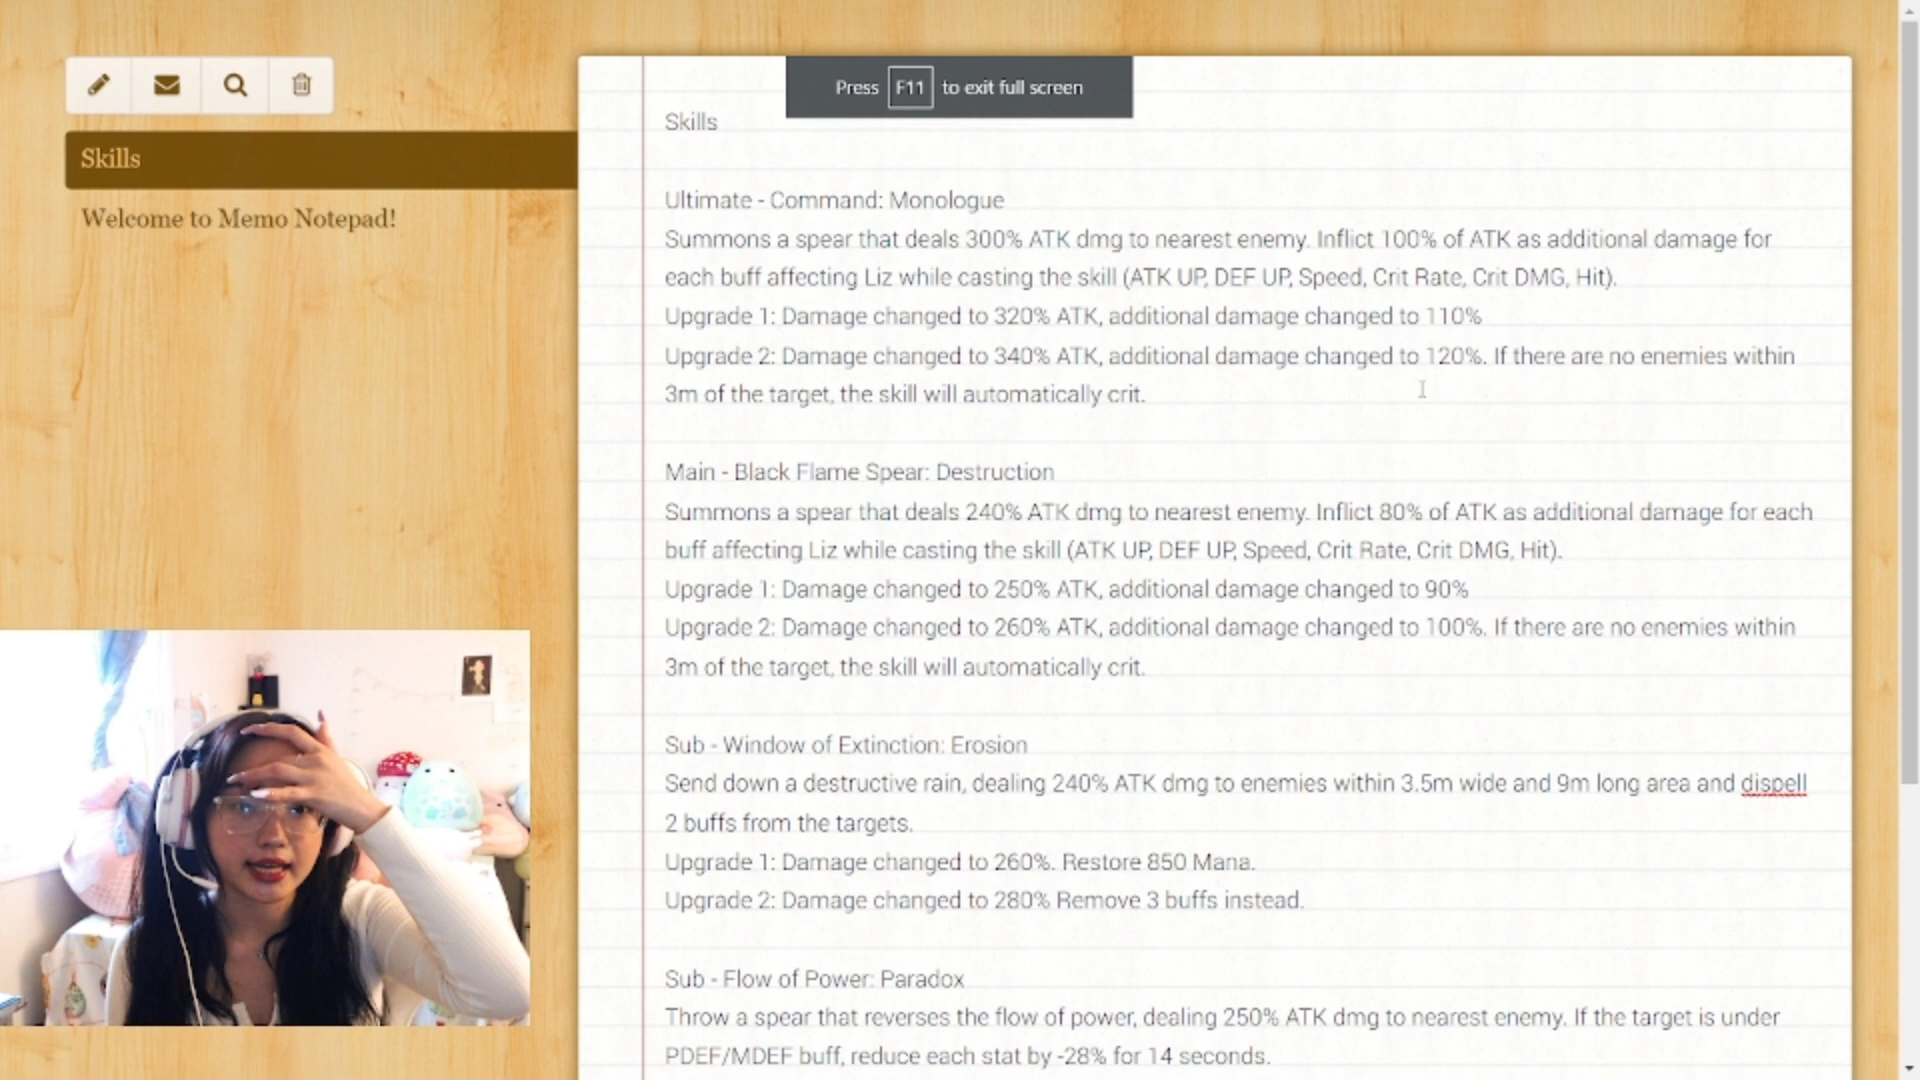 Press F11 to exit full screen
Skills
Welcome to Memo Notepad!
Skills
Ultimate - Command: Monologue
Summons a spear that deals 300% ATK dmg to nearest enemy. Inflict 100% of ATK as additional damage for
each buff affecting Liz while casting the skill (ATK UP, DEF UP, Speed, Crit Rate, Crit DMG, Hit).
Upgrade 1: Damage changed to 320% ATK, additional damage changed to 110%
Upgrade 2: Damage changed to 340% ATK, additional damage changed to 120%. If there are no enemies within
3m of the target, the skill will automatically crit.
Main - Black Flame Spear: Destruction
Summons a spear that deals 240% ATK dmg to nearest enemy. Inflict 80% of ATK as additional damage for each
buff affecting Liz while casting the skill (ATK UP, DEF UP, Speed, Crit Rate, Crit DMG, Hit).
Upgrade 1: Damage changed to 250% ATK, additional damage changed to 90%
Upgrade 2: Damage changed to 260% ATK, additional damage changed to 100%. If there are no enemies within
3m of the target, the skill will automatically crit.
Sub - Window of Extinction: Erosion
Send down a destructive rain, dealing 240% ATK dmg to enemies within 3.5m wide and 9m long area and dispell
2 buffs from the targets.
Upgrade 1: Damage changed to 260%. Restore 850 Mana.
Upgrade 2: Damage changed to 280% Remove 3 buffs instead.
Sub - Flow of Power: Paradox
Throw a spear that reverses the flow of power, dealing 250% ATK dmg to nearest enemy. If the target is under
PDEF/MDEF buff, reduce each stat by -28% for 14 seconds.